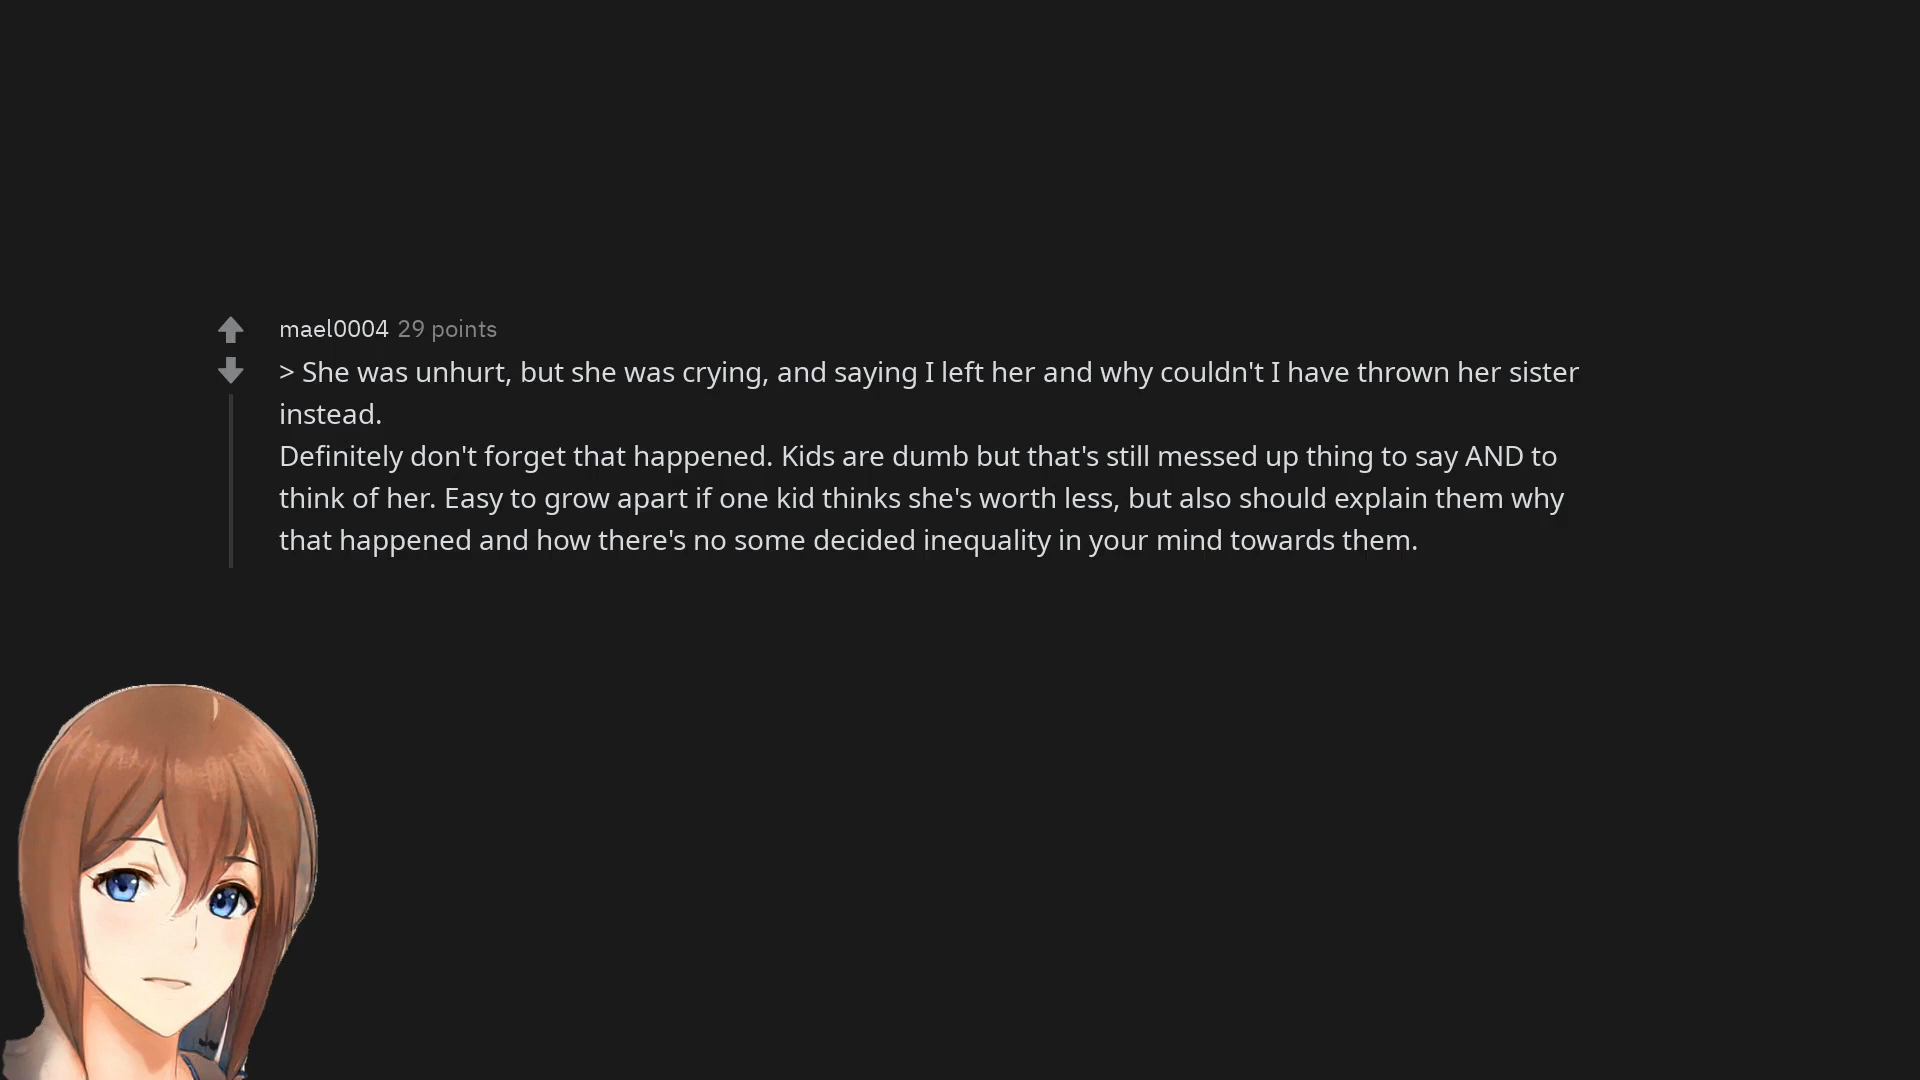 mael0004 29 points
> She was unhurt, but she was crying, and saying I left her and why couldn't I have thrown her sister
instead.
Definitely don't forget that happened. Kids are dumb but that's still messed up thing to say AND to
think of her. Easy to grow apart if one kid thinks she's worth less, but also should explain them why
that happened and how there's no some decided inequality in your mind towards them.